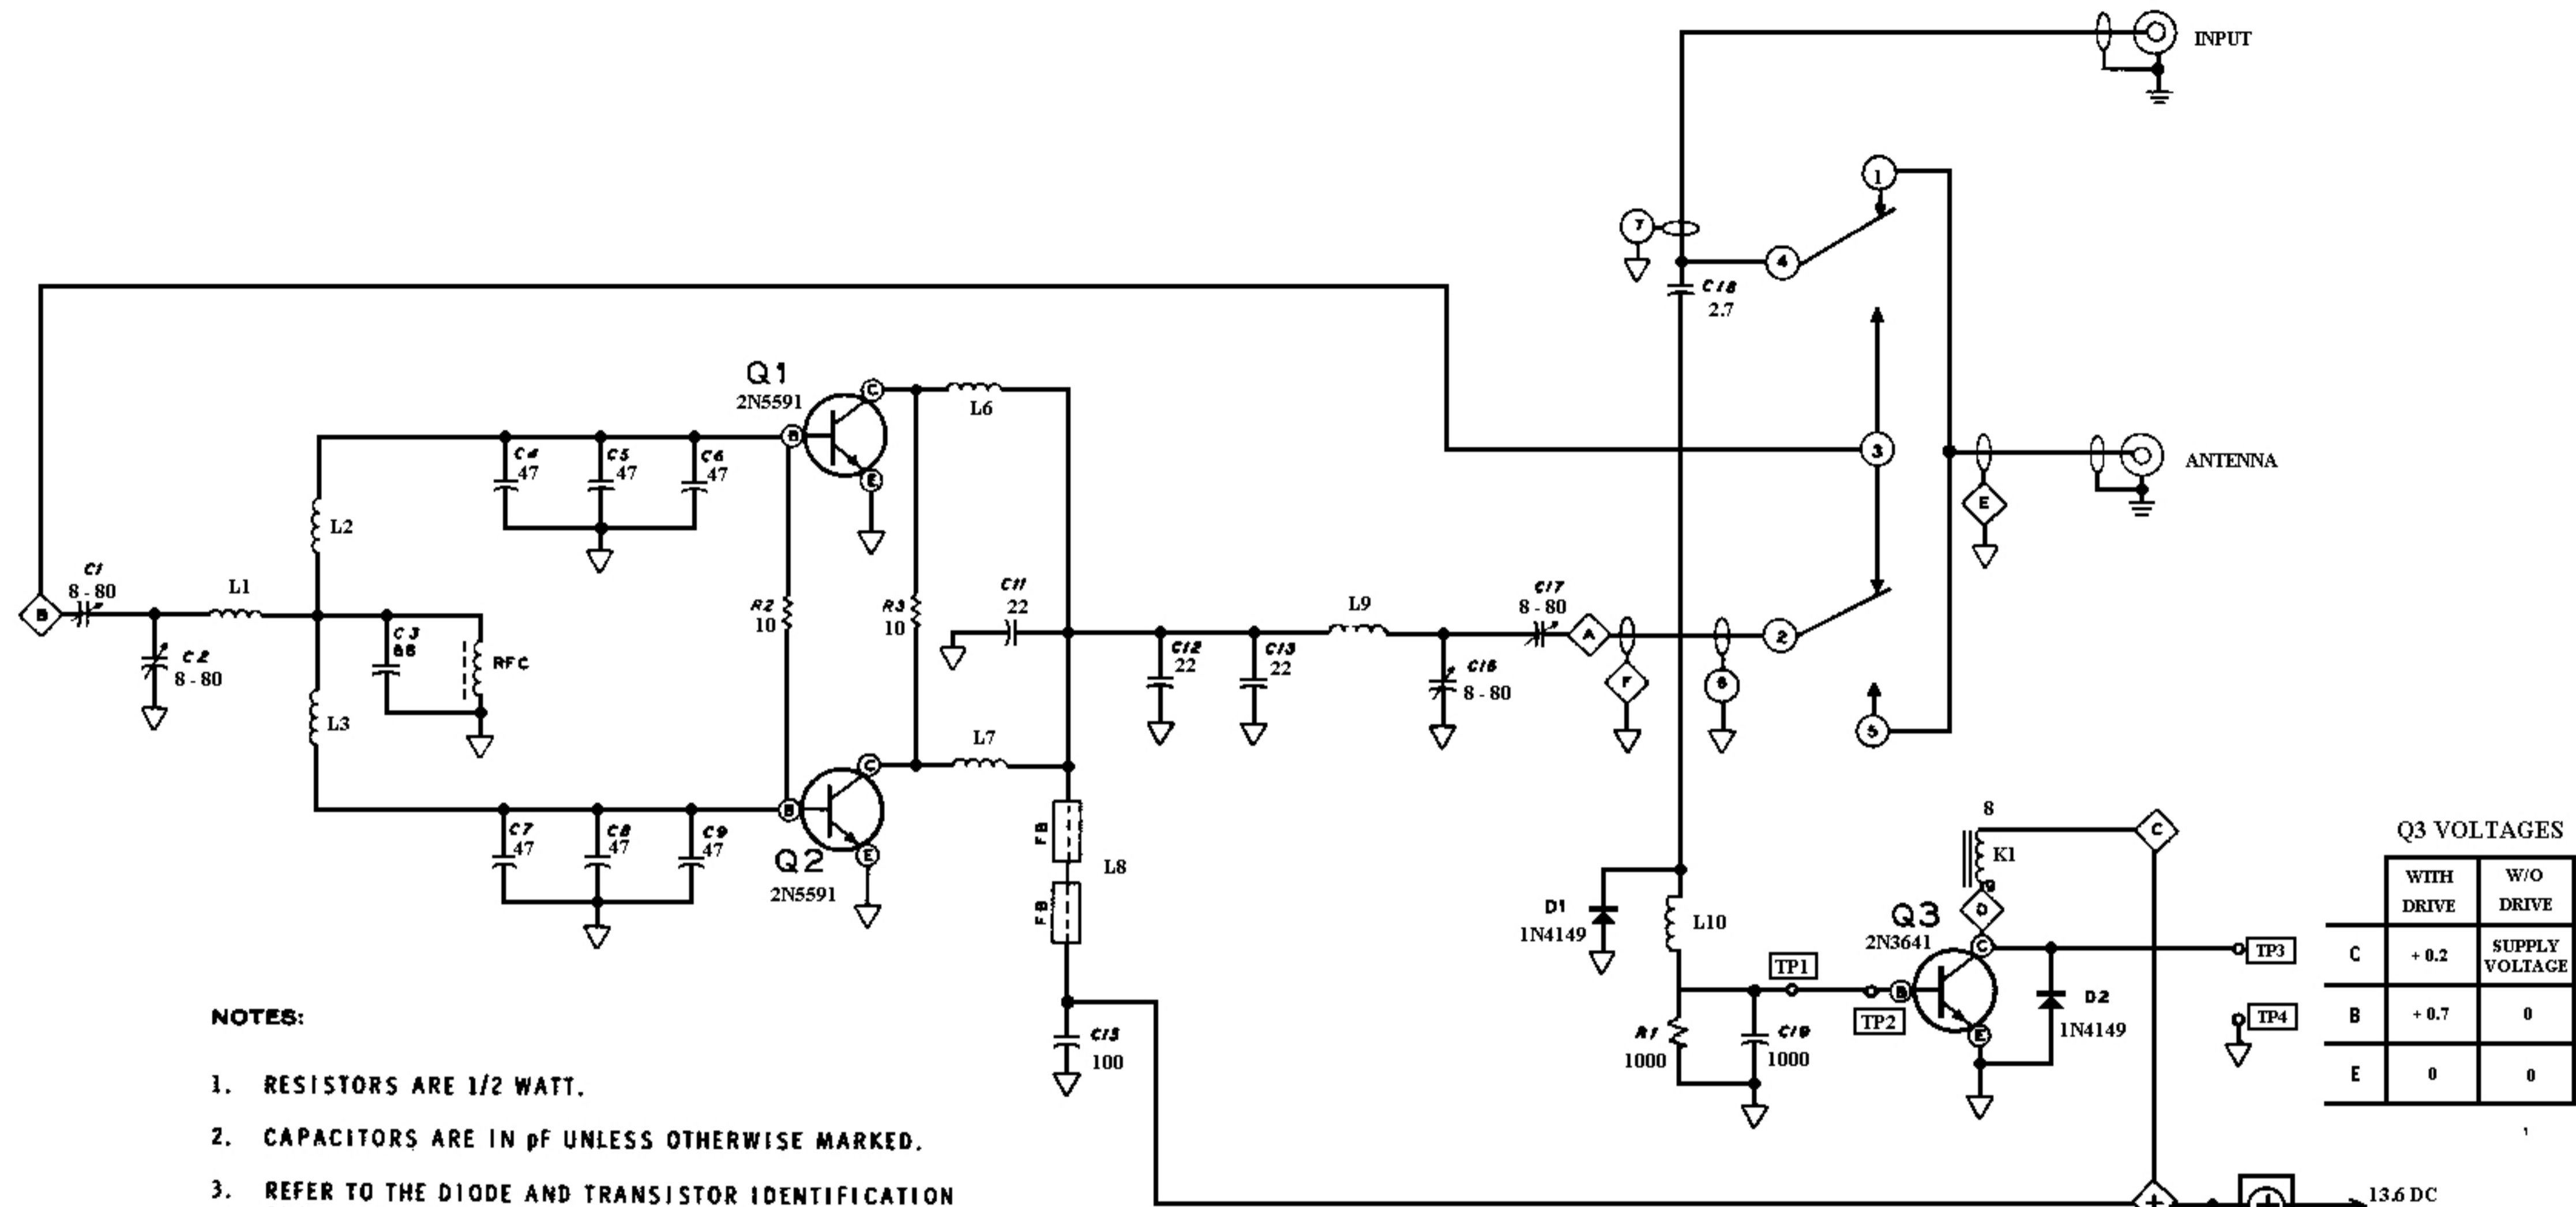 INPUT
1
7
4
C18
2.7
Q1
2N5591
C
L6
B
E
C4
47
C5
47
C6
47
3
ANTENNA
E
L2
C1
8 - 80
L1
B
C2
8 - 80
C3
RFC
R2
10
R3
10
C11
22
L9
C17
8 - 80
A
2
C12
22
C13
22
C16
8 - 80
F
6
L3
5
L7
C
C7
47
C8
47
C9
47
B
E
Q2
2N5591
FB
FB
L8
8
K1
9
C
D
D1
1N4149
L10
Q3
2N3641
C
B
E
TP1
TP2
TP3
TP4
D2
1N4149
R1
1000
C19
1000
C15
100
Q3 VOLTAGES
WITH DRIVE
W/O DRIVE
C + 0.2 SUPPLY VOLTAGE
B + 0.7 0
E 0 0
NOTES:
1. RESISTORS ARE 1/2 WATT.
2. CAPACITORS ARE IN pF UNLESS OTHERWISE MARKED.
3. REFER TO THE DIODE AND TRANSISTOR IDENTIFICATION
13.6 DC